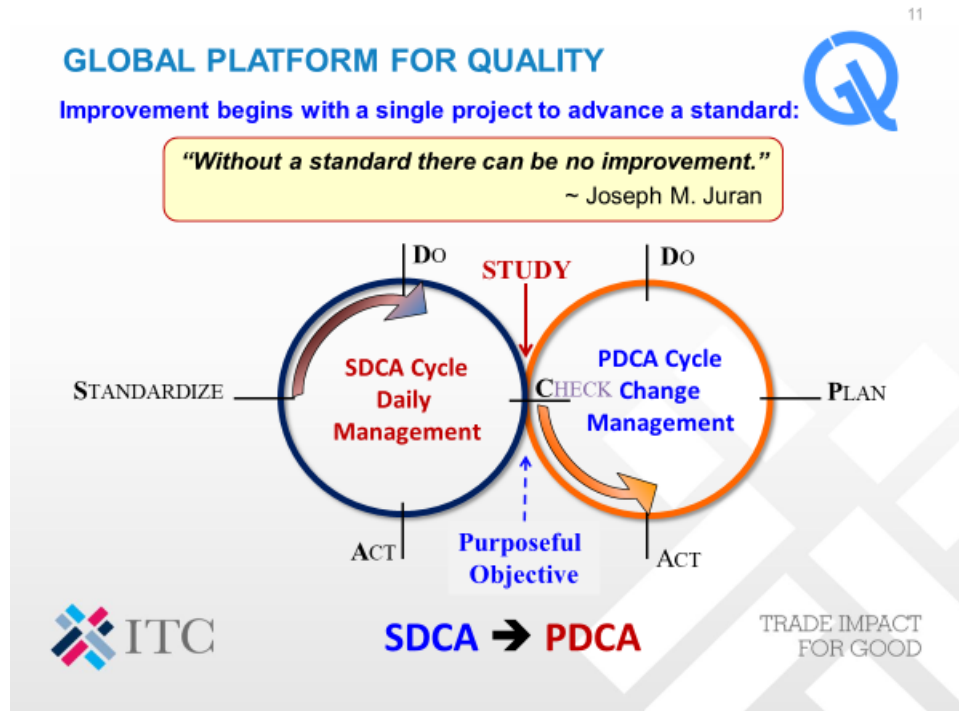 11
GLOBAL PLATFORM FOR QUALITY
Improvement begins with a single project to advance a standard:
“Without a standard there can be no improvement.”
~ Joseph M. Juran
DO
STUDY
DO
SDCA Cycle
Daily
Management
PDCA Cycle
Change
Management
STANDARDIZE
CHECK
PLAN
ACT
Purposeful
Objective
ACT
ITC
SDCA ➔ PDCA
TRADE IMPACT
FOR GOOD